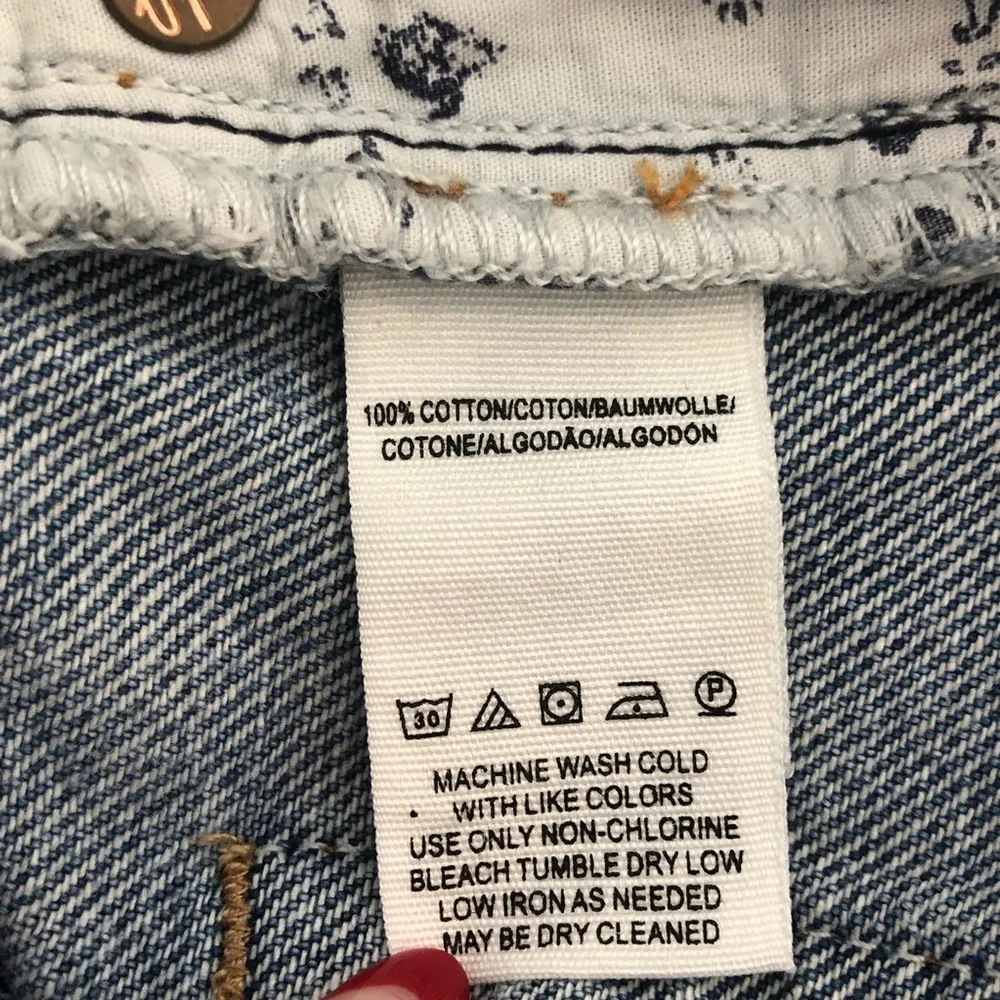 100% COTTON/COTON/BAUMWOLLE/
COTONE/ALGODÃO/ALGODÓN
30 P
MACHINE WASH COLD
WITH LIKE COLORS
USE ONLY NON-CHLORINE
BLEACH TUMBLE DRY LOW
LOW IRON AS NEEDED
MAY BE DRY CLEANED